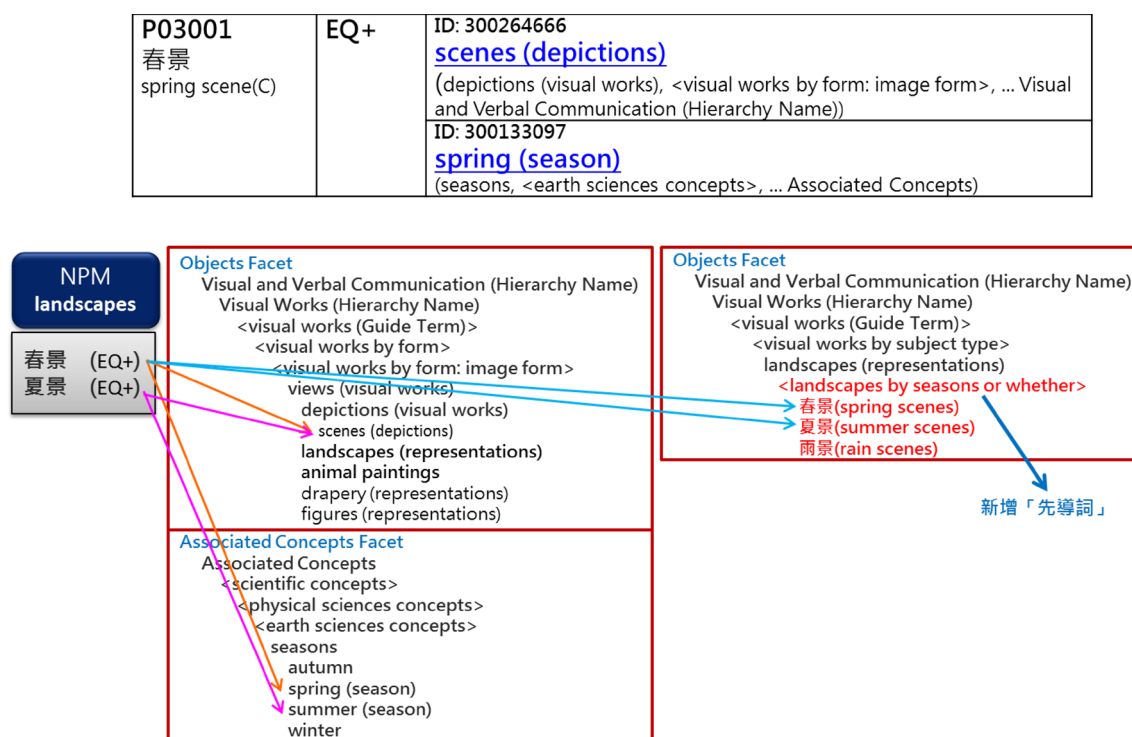 P03001
春景
spring scene(C)
EQ+
ID: 300264666
scenes (depictions)
(depictions (visual works), <visual works by form: image form>, ... Visual
and Verbal Communication (Hierarchy Name))
ID: 300133097
spring (season)
(seasons, <earth sciences concepts>, ... Associated Concepts)
NPM
landscapes
春景 (EQ+)
夏景 (EQ+)
Objects Facet
Visual and Verbal Communication (Hierarchy Name)
Visual Works (Hierarchy Name)
<visual works (Guide Term)>
<visual works by form>
<visual works by form: image form>
views (visual works)
depictions (visual works)
scenes (depictions)
landscapes (representations)
animal paintings
drapery (representations)
figures (representations)
Associated Concepts Facet
Associated Concepts
<scientific concepts>
<physical sciences concepts>
<earth sciences concepts>
seasons
autumn
spring (season)
summer (season)
winter
Objects Facet
Visual and Verbal Communication (Hierarchy Name)
Visual Works (Hierarchy Name)
<visual works (Guide Term)>
<visual works by subject type>
landscapes (representations)
<landscapes by seasons or whether>
春景(spring scenes)
夏景(summer scenes)
雨景(rain scenes)
新增「先導詞」